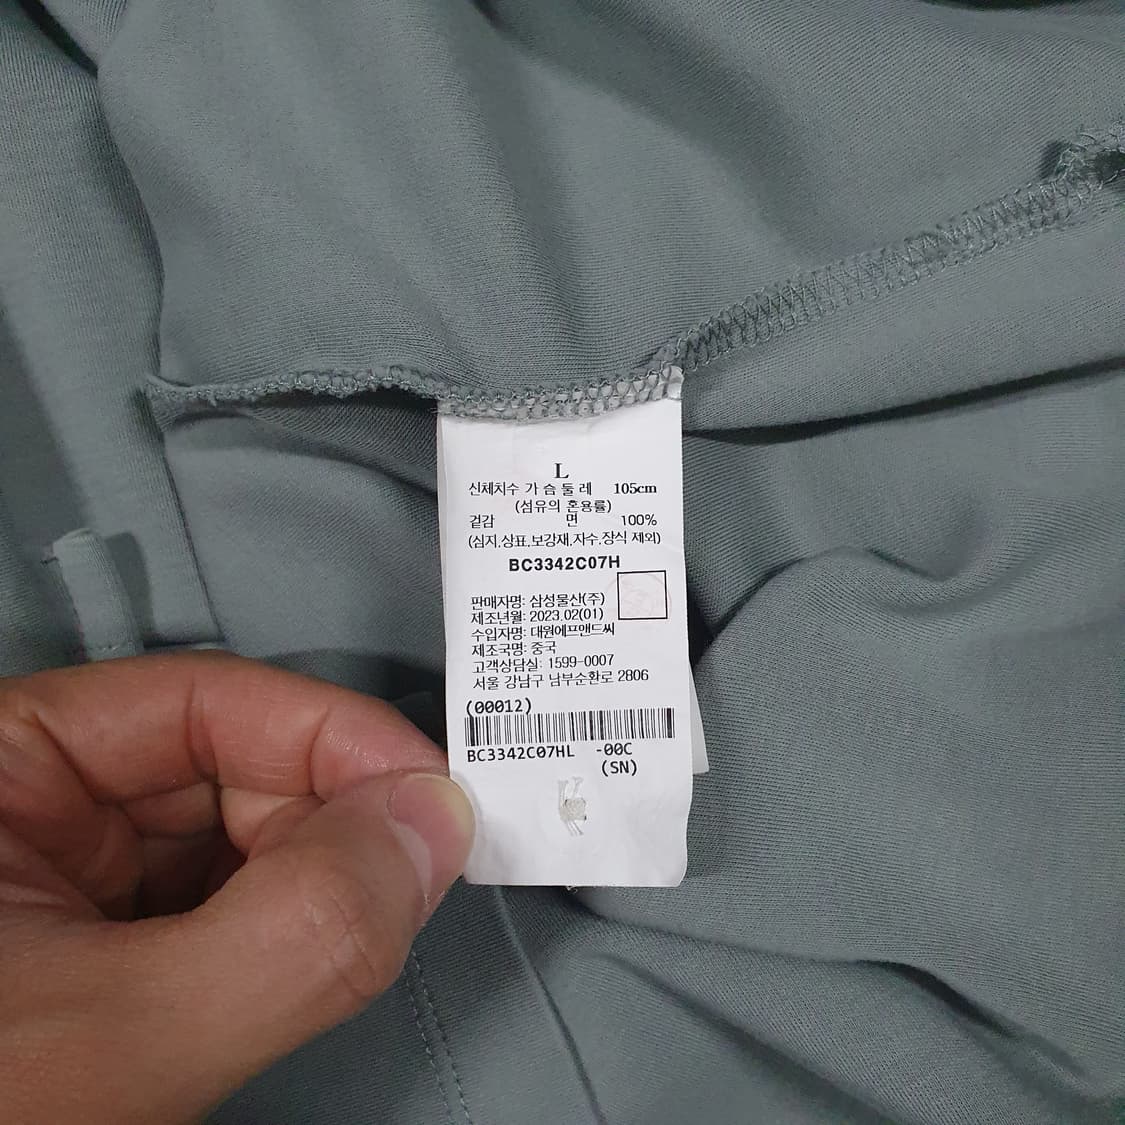 L
신체치수 가 슴 둘 레 105cm
(섬유의 혼용률)
겉감 면 100%
(심지.상표.보강재.자수.장식 제외)
BC3342C07H
판매자명: 삼성물산(주)
제조년월: 2023.02(01)
수입자명: 대원에프앤드씨
제조국명: 중국
고객상담실: 1599-0007
서울 강남구 남부순환로 2806
(00012)
BC3342C07HL -00C
(SN)